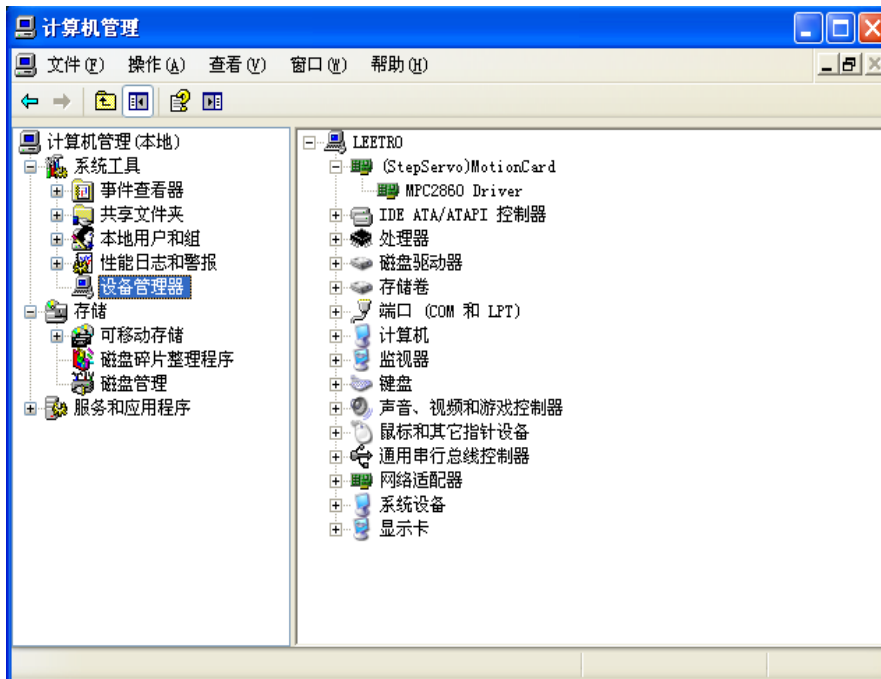 计算机管理
文件(F) 操作(A) 查看(V) 窗口(W) 帮助(H)
计算机管理(本地)
系统工具
事件查看器
共享文件夹
本地用户和组
性能日志和警报
设备管理器
存储
可移动存储
磁盘碎片整理程序
磁盘管理
服务和应用程序
LEETRO
(StepServo)MotionCard
MPC2860 Driver
IDE ATA/ATAPI 控制器
处理器
磁盘驱动器
存储卷
端口 (COM 和 LPT)
计算机
监视器
键盘
声音、视频和游戏控制器
鼠标和其它指针设备
通用串行总线控制器
网络适配器
系统设备
显示卡